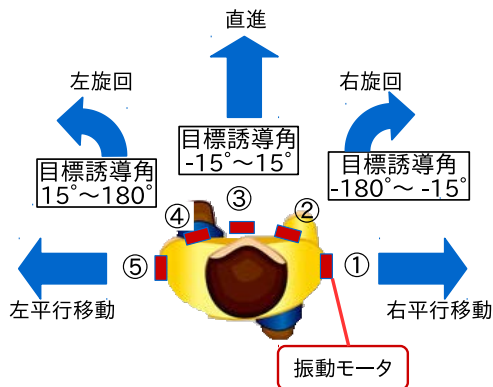 直進
左旋回
右旋回
目標誘導角
-15°～15°
目標誘導角
15°～180°
目標誘導角
-180°～ -15°
③
④
②
⑤
①
左平行移動
右平行移動
振動モータ